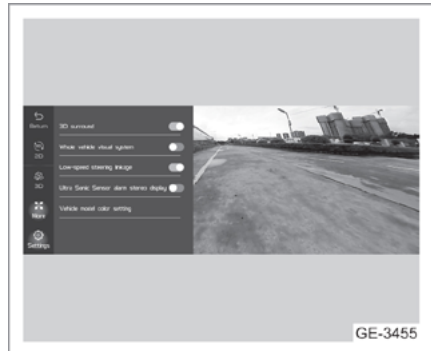 Return
3D surround
Whole vehicle visual system
2D
Low-speed steering linkage
3D
Ultra Sonic Sensor alarm stereo display
More
Vehicle model color setting
Settings
GE-3455